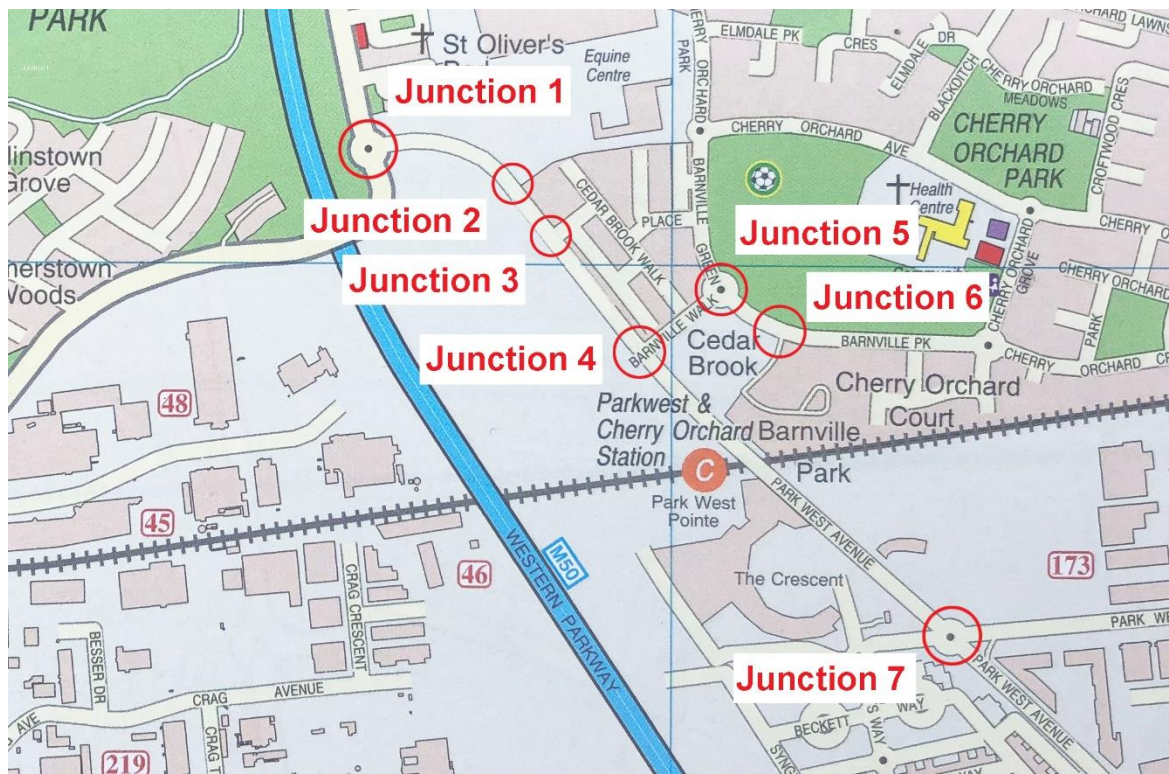 PARK
St Oliver's
Equine
Centre
CHERRY ORCHARD
PARK
ELMDALE PK
CRES
ELMDALE
DR
ORCHARD LAWNS
BLACKDITCH
CHERRY ORCHARD
MEADOWS
CROFTWOOD CRES
Junction 1
CHERRY
ORCHARD
PARK
CHERRY ORCHARD AVE
BARNVILLE GREEN
Health
Centre
Grove
CEDAR BROOK WALK
PLACE
Junction 2
Junction 5
CHERRY
CHERRY ORCHARD
GROVE
Woods
Junction 3
Junction 6
CHERRY ORCHARD
PARK
BARNVILLE WALK
Cedar
Brook
BARNVILLE PK
CHERRY
ORCHARD
Junction 4
Cherry Orchard
Court
48
Parkwest &
Cherry Orchard
Station
Barnville
Park
C
Park West
Pointe
PARK WEST AVENUE
45
46
M50
WESTERN PARKWAY
The Crescent
173
CRAG CRESCENT
BESSER DR
PARK WE
CRAG AVENUE
Junction 7
PARK WEST AVENUE
BECKETT
WAY
CRAG T
219